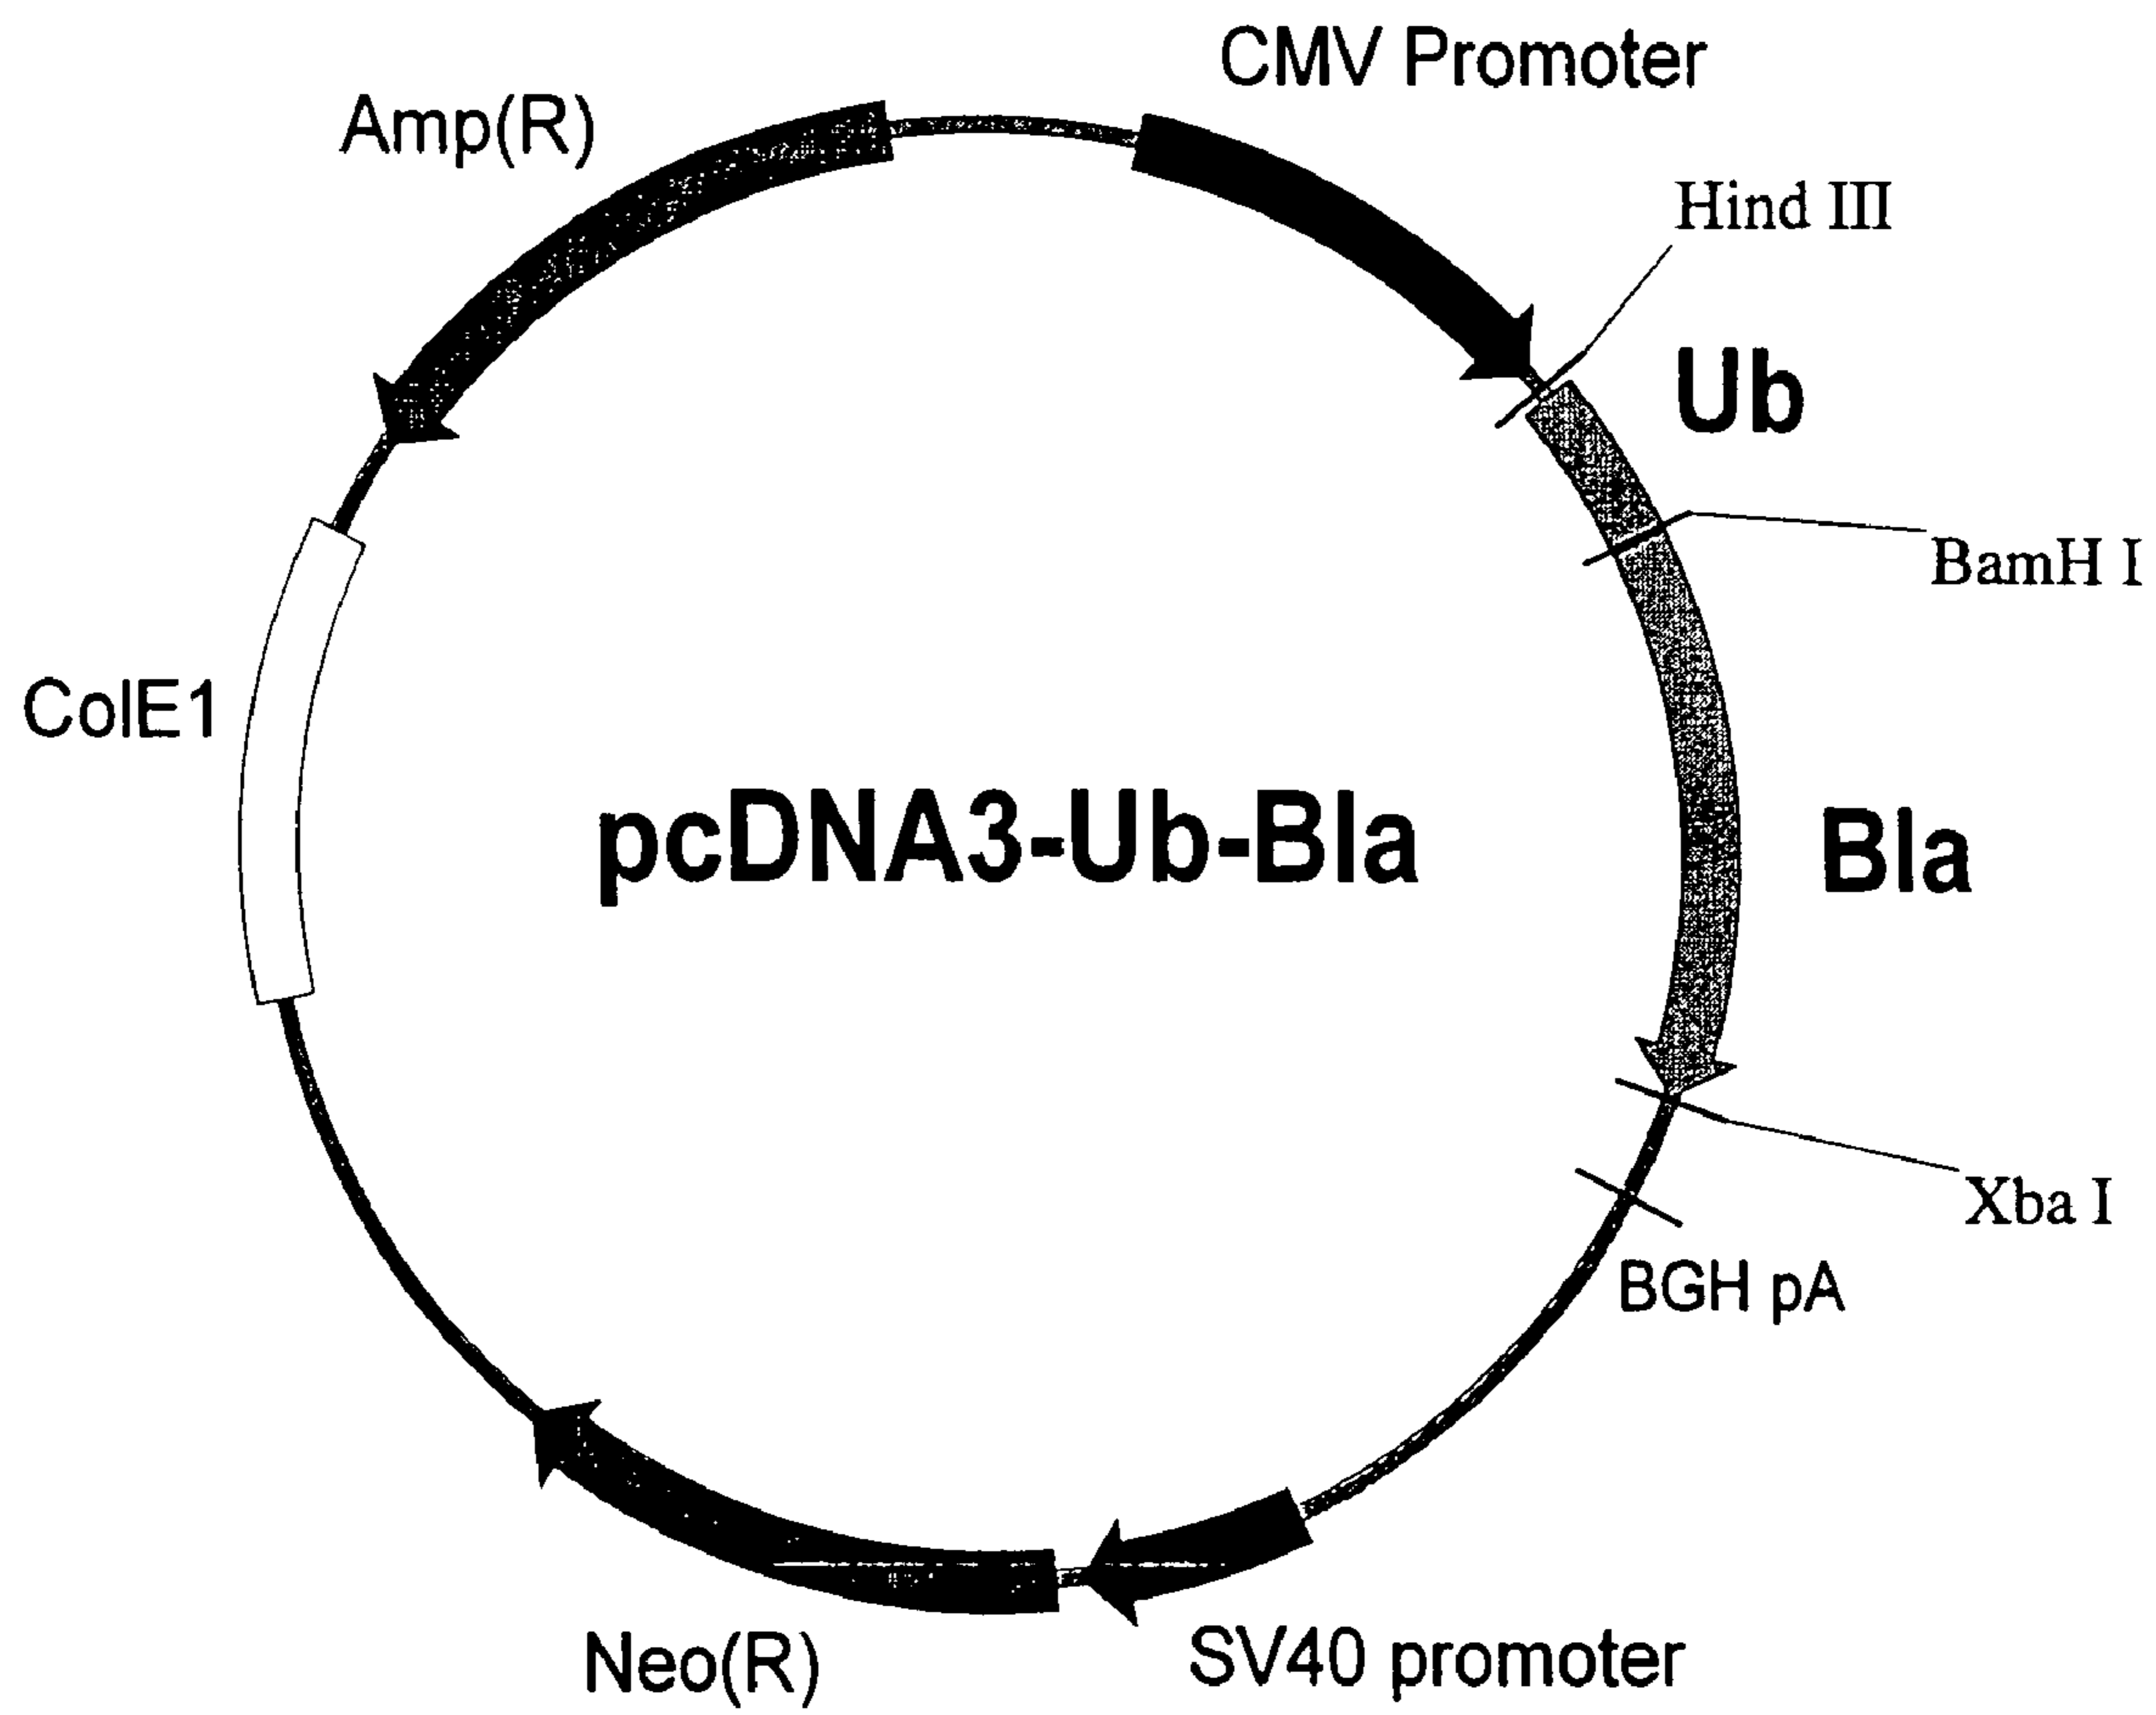 CMV Promoter
Amp(R)
Hind III
Ub
BamH I
ColE1
pcDNA3-Ub-Bla
Bla
Xba I
BGH pA
Neo(R)
SV40 promoter